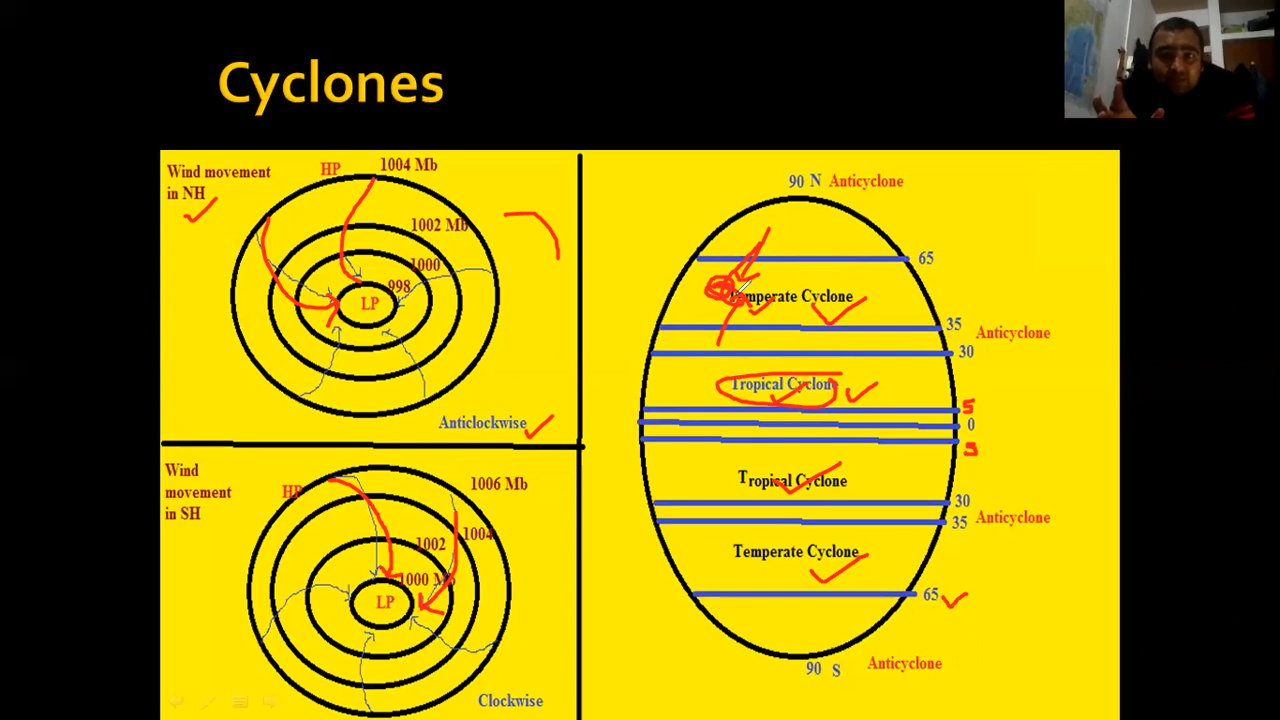 Cyclones
Wind movement
in NH
HP
1004 Mb
1002 Mb
1000
998
LP
Anticlockwise
Wind
movement
in SH
HP
1006 Mb
1004
1002
1000 Mb
LP
Clockwise
90 N Anticyclone
65
Temperate Cyclone
35
Anticyclone
30
Tropical Cyclone
5
0
5
Tropical Cyclone
30
35
Anticyclone
Temperate Cyclone
65
90 S
Anticyclone